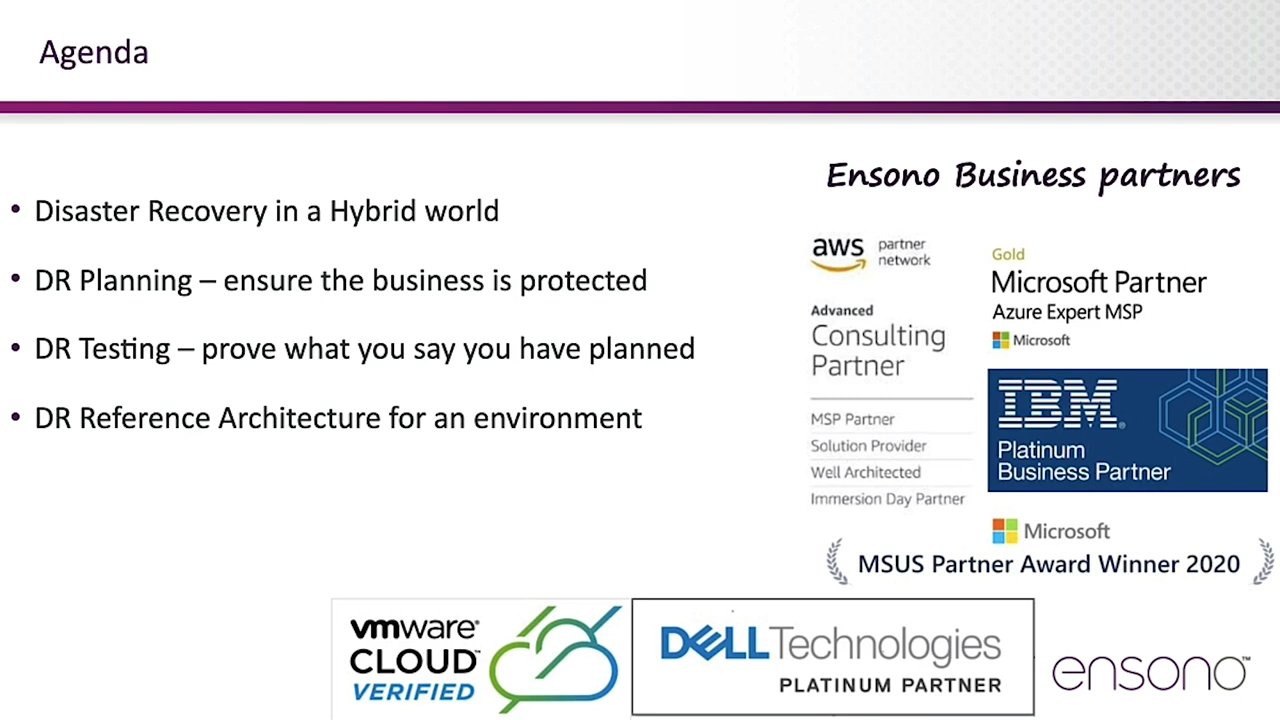 Agenda
• Disaster Recovery in a Hybrid world
• DR Planning – ensure the business is protected
• DR Testing – prove what you say you have planned
• DR Reference Architecture for an environment
Ensono Business partners
aws partner
network
Advanced
Consulting
Partner
MSP Partner
Solution Provider
Well Architected
Immersion Day Partner
Gold
Microsoft Partner
Azure Expert MSP
Microsoft
IBM®
Platinum
Business Partner
Microsoft
MSUS Partner Award Winner 2020
vmware®
CLOUD™
VERIFIED
DELL Technologies
PLATINUM PARTNER
ensono™